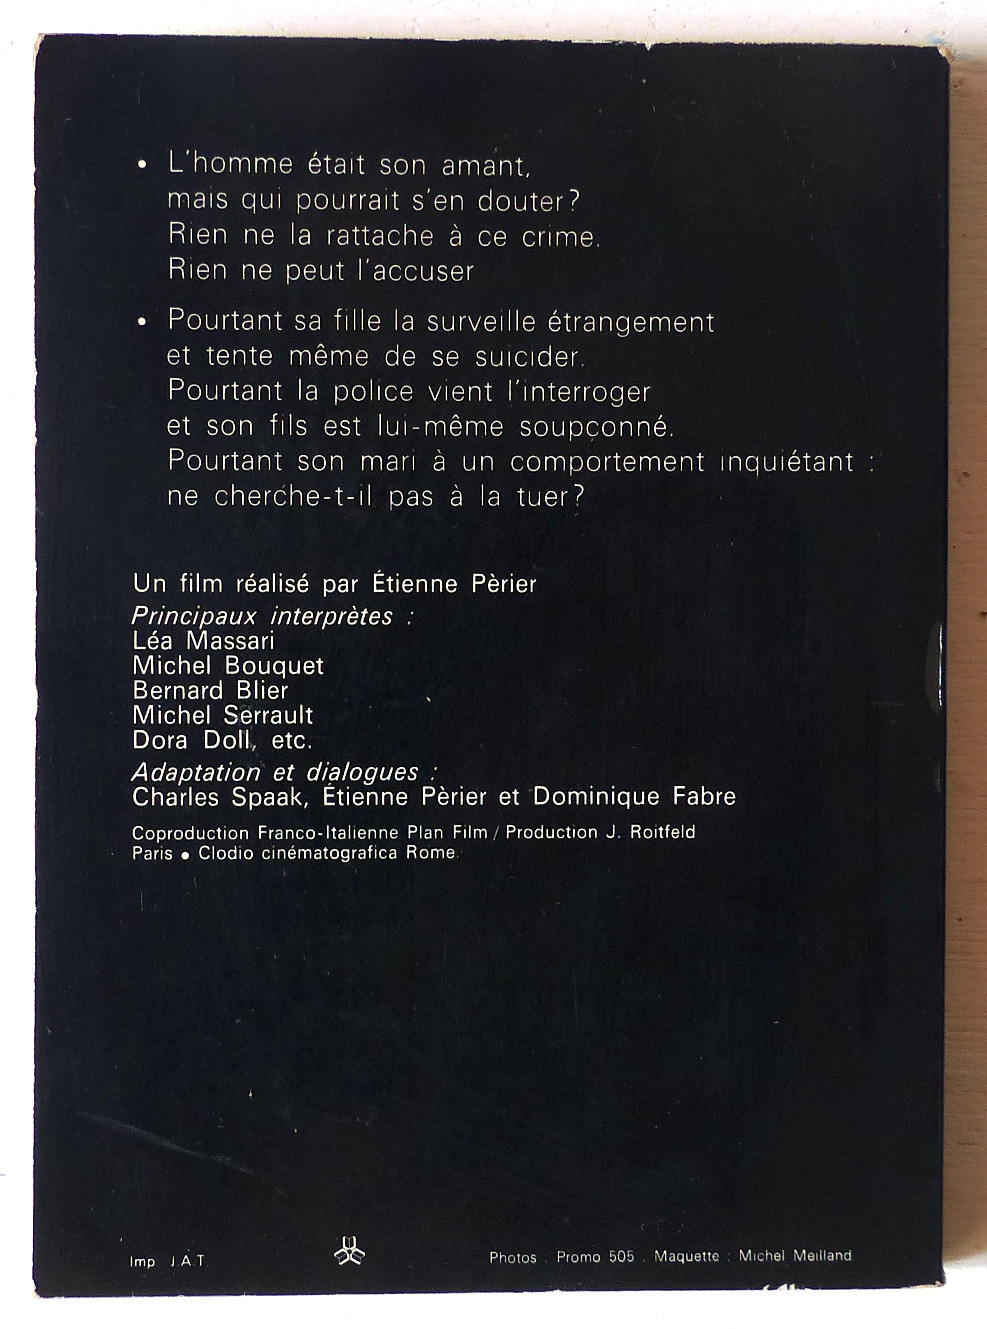 • L'homme était son amant,
mais qui pourrait s'en douter?
Rien ne la rattache à ce crime.
Rien ne peut l'accuser
• Pourtant sa fille la surveille étrangement
et tente même de se suicider.
Pourtant la police vient l'interroger
et son fils est lui-même soupçonné.
Pourtant son mari à un comportement inquiétant :
ne cherche-t-il pas à la tuer?
Un film réalisé par Étienne Pèrier
Principaux interprètes :
Léa Massari
Michel Bouquet
Bernard Blier
Michel Serrault
Dora Doll, etc.
Adaptation et dialogues :
Charles Spaak, Étienne Pèrier et Dominique Fabre
Coproduction Franco-Italienne Plan Film / Production J. Roitfeld
Paris • Clodio cinématografica Rome.
Imp J.A.T. Photos . Promo 505 . Maquette : Michel Meilland